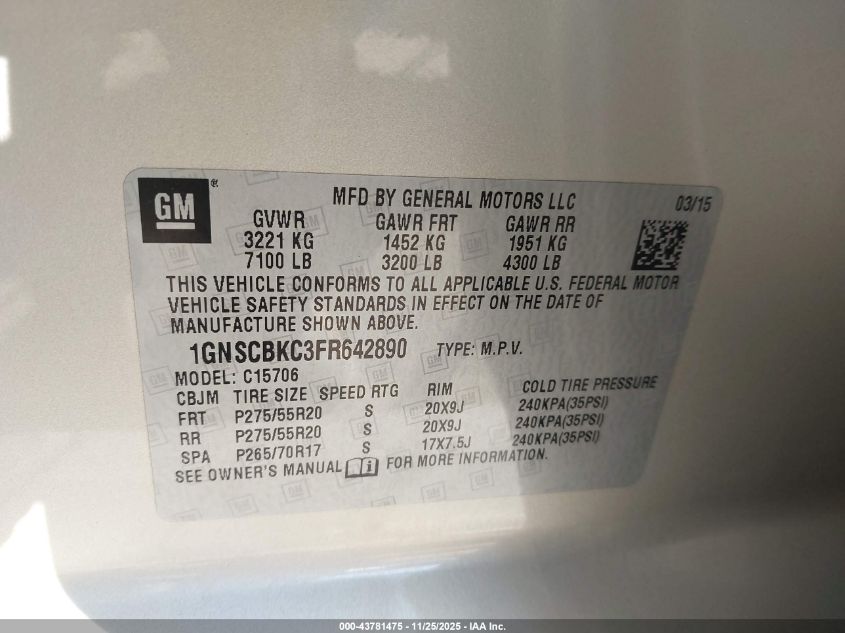 GM ®
MFD BY GENERAL MOTORS LLC 03/15
GVWR GAWR FRT GAWR RR
3221 KG 1452 KG 1951 KG
7100 LB 3200 LB 4300 LB
THIS VEHICLE CONFORMS TO ALL APPLICABLE U.S. FEDERAL MOTOR
VEHICLE SAFETY STANDARDS IN EFFECT ON THE DATE OF
MANUFACTURE SHOWN ABOVE.
1GNSCBKC3FR642890 TYPE: M.P.V.
MODEL: C15706
CBJM TIRE SIZE SPEED RTG RIM COLD TIRE PRESSURE
FRT P275/55R20 S 20X9J 240KPA(35PSI)
RR P275/55R20 S 20X9J 240KPA(35PSI)
SPA P265/70R17 S 17X7.5J 240KPA(35PSI)
SEE OWNER'S MANUAL i FOR MORE INFORMATION.
000-43781475 - 11/25/2025 - IAA Inc.